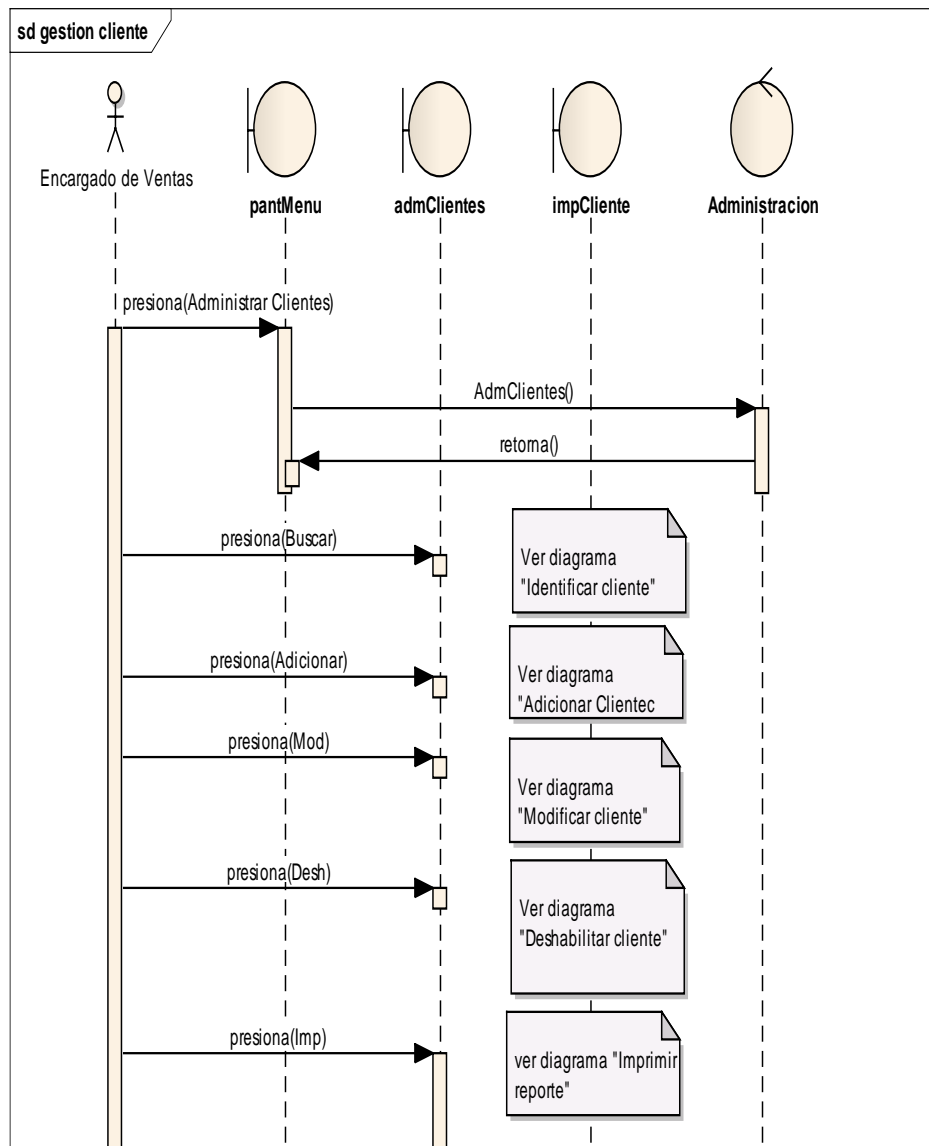 sd gestion cliente
Encargado de Ventas
pantMenu
admClientes
impCliente
Administracion
presiona(Administrar Clientes)
AdmClientes()
retorna()
presiona(Buscar)
Ver diagrama
"Identificar cliente"
presiona(Adicionar)
Ver diagrama
"Adicionar Clientec
presiona(Mod)
Ver diagrama
"Modificar cliente"
presiona(Desh)
Ver diagrama
"Deshabilitar cliente"
presiona(Imp)
ver diagrama "Imprimir
reporte"